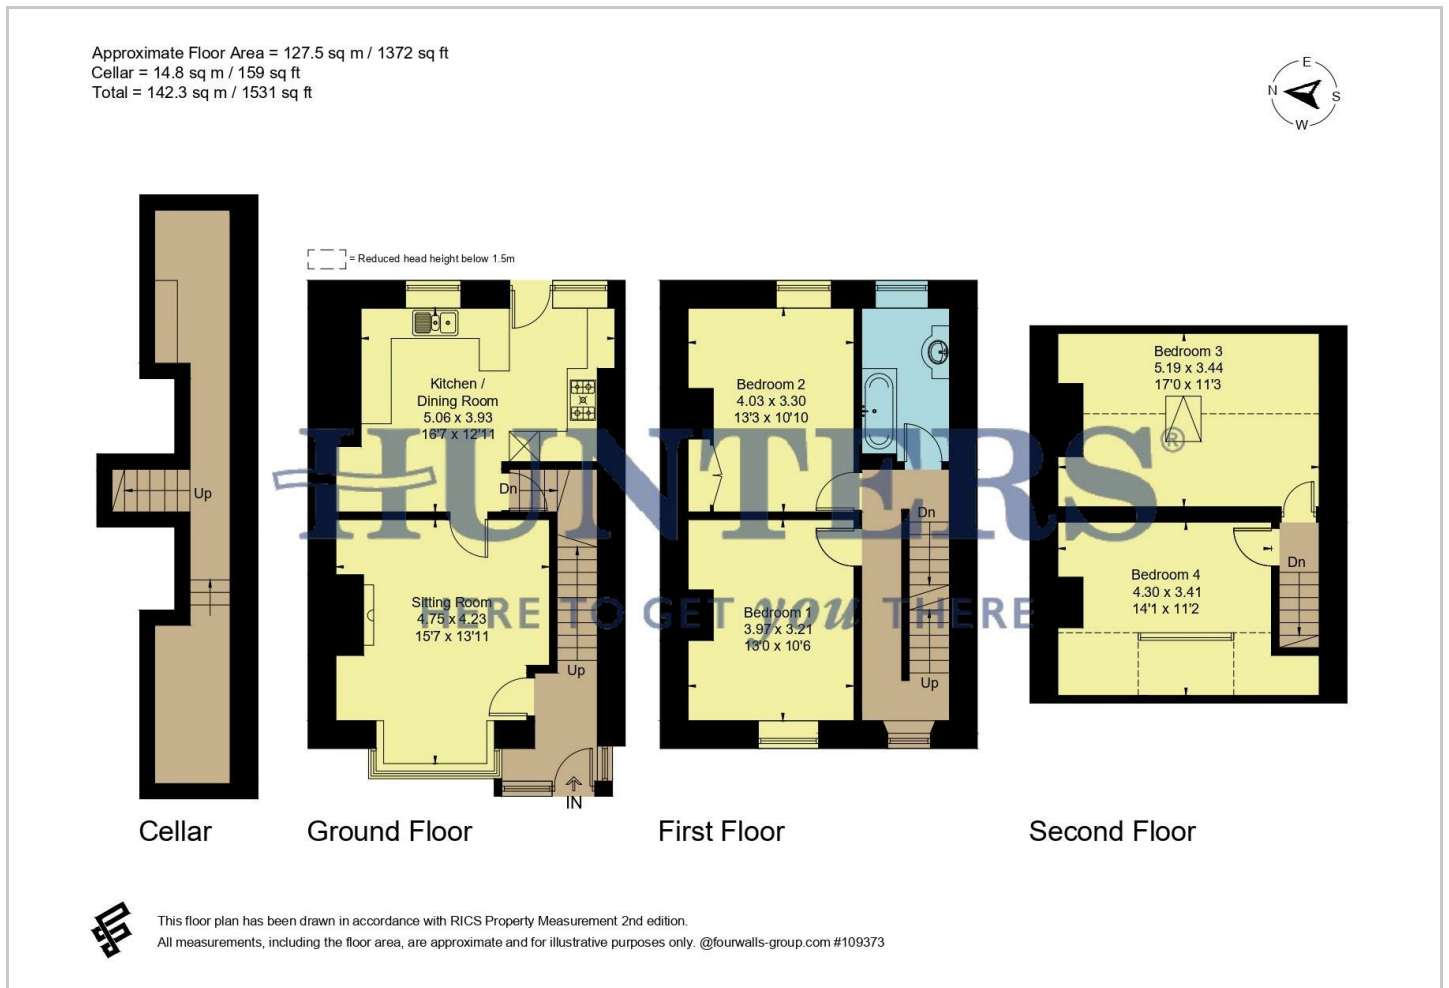 Approximate Floor Area = 127.5 sq m / 1372 sq ft
Cellar = 14.8 sq m / 159 sq ft
Total = 142.3 sq m / 1531 sq ft
E
N
S
W
= Reduced head height below 1.5m
Up
Cellar
Kitchen /
Dining Room
5.06 x 3.93
16'7 x 12'11
Dn
Sitting Room
4.75 x 4.23
15'7 x 13'11
Up
IN
Ground Floor
Bedroom 2
4.03 x 3.30
13'3 x 10'10
Dn
Bedroom 1
3.97 x 3.21
13'0 x 10'6
Up
First Floor
Bedroom 3
5.19 x 3.44
17'0 x 11'3
Bedroom 4
4.30 x 3.41
14'1 x 11'2
Dn
Second Floor
HUNTERS®
HERE TO GET you THERE
This floor plan has been drawn in accordance with RICS Property Measurement 2nd edition.
All measurements, including the floor area, are approximate and for illustrative purposes only. @fourwalls-group.com #109373